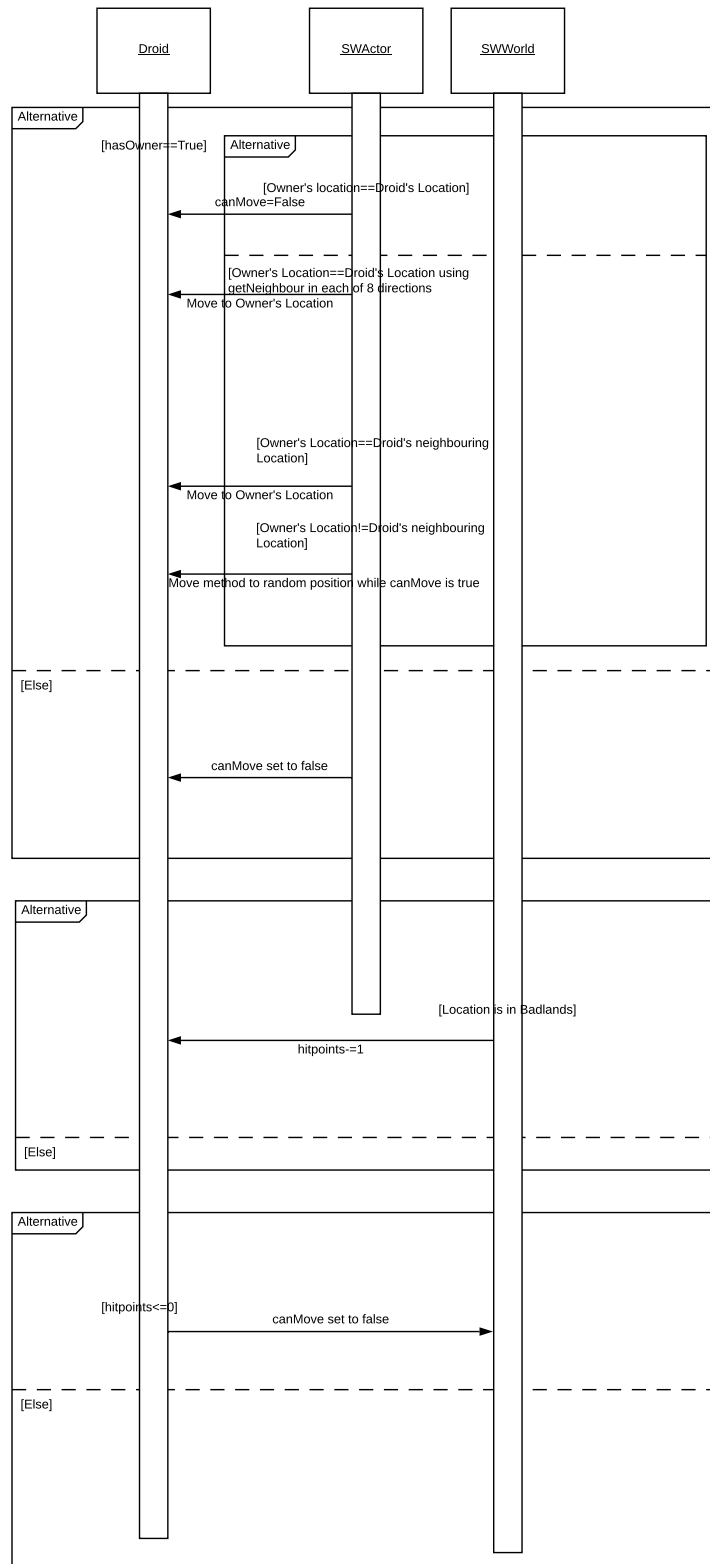 Droid
SWActor
SWWorld
Alternative
[hasOwner==True]
Alternative
[Owner's location==Droid's Location]
canMove=False
[Owner's Location==Droid's Location using
getNeighbour in each of 8 directions
Move to Owner's Location
[Owner's Location==Droid's neighbouring
Location]
Move to Owner's Location
[Owner's Location!=Droid's neighbouring
Location]
Move method to random position while canMove is true
[Else]
canMove set to false
Alternative
[Location is in Badlands]
hitpoints-=1
[Else]
Alternative
[hitpoints<=0]
canMove set to false
[Else]